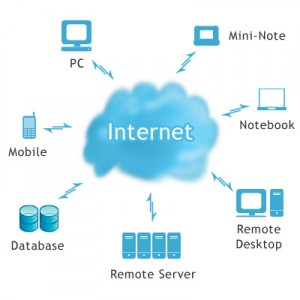 PC
Mini-Note
Internet
Notebook
Mobile
Database
Remote
Desktop
Remote Server